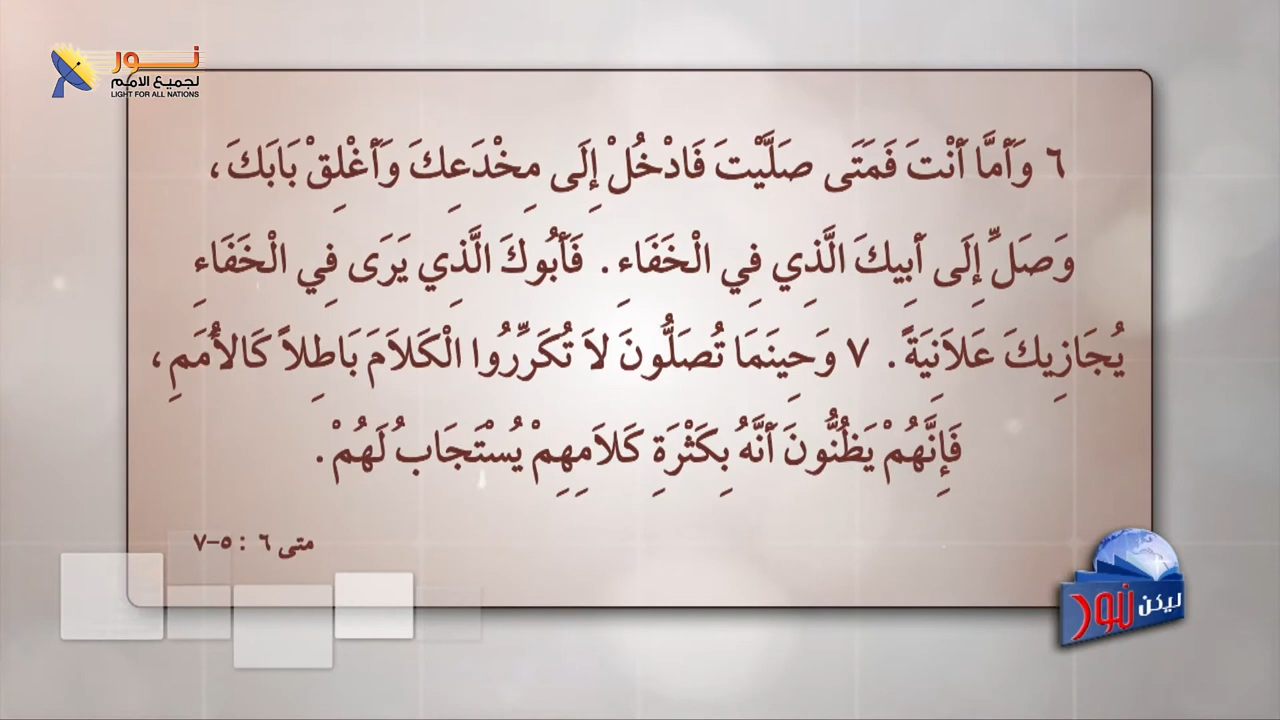 نور
لجميع الأمم
LIGHT FOR ALL NATIONS
٦ وَأَمَّا أَنْتَ فَمَتَى صَلَّيْتَ فَادْخُلْ إِلَى مِخْدَعِكَ وَأَغْلِقْ بَابَكَ،
وَصَلِّ إِلَى أَبِيكَ الَّذِي فِي الْخَفَاءِ. فَأَبُوكَ الَّذِي يَرَى فِي الْخَفَاءِ
يُجَازِيكَ عَلاَنِيَةً. ٧ وَحِينَمَا تُصَلُّونَ لاَ تُكَرِّرُوا الْكَلاَمَ بَاطِلاً كَالأُمَمِ،
فَإِنَّهُمْ يَظُنُّونَ أَنَّهُ بِكَثْرَةِ كَلاَمِهِمْ يُسْتَجَابُ لَهُمْ.
متى ٦ : ٥-٧
ليكن نور